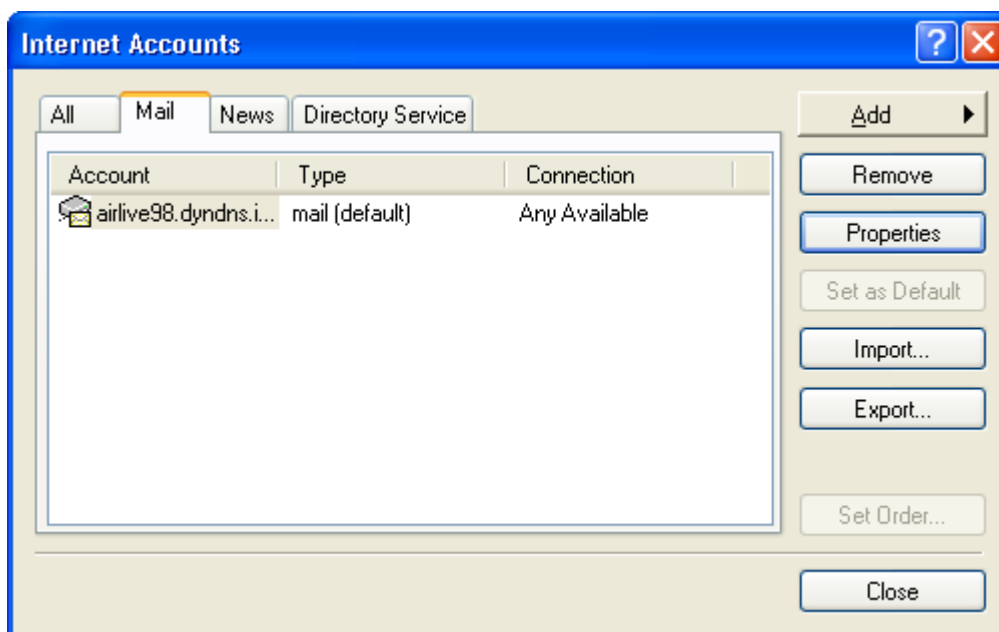 Internet Accounts
All Mail News Directory Service
Add
Account Type Connection
Remove
airlive98.dyndns.i... mail (default) Any Available
Properties
Set as Default
Import...
Export...
Set Order...
Close